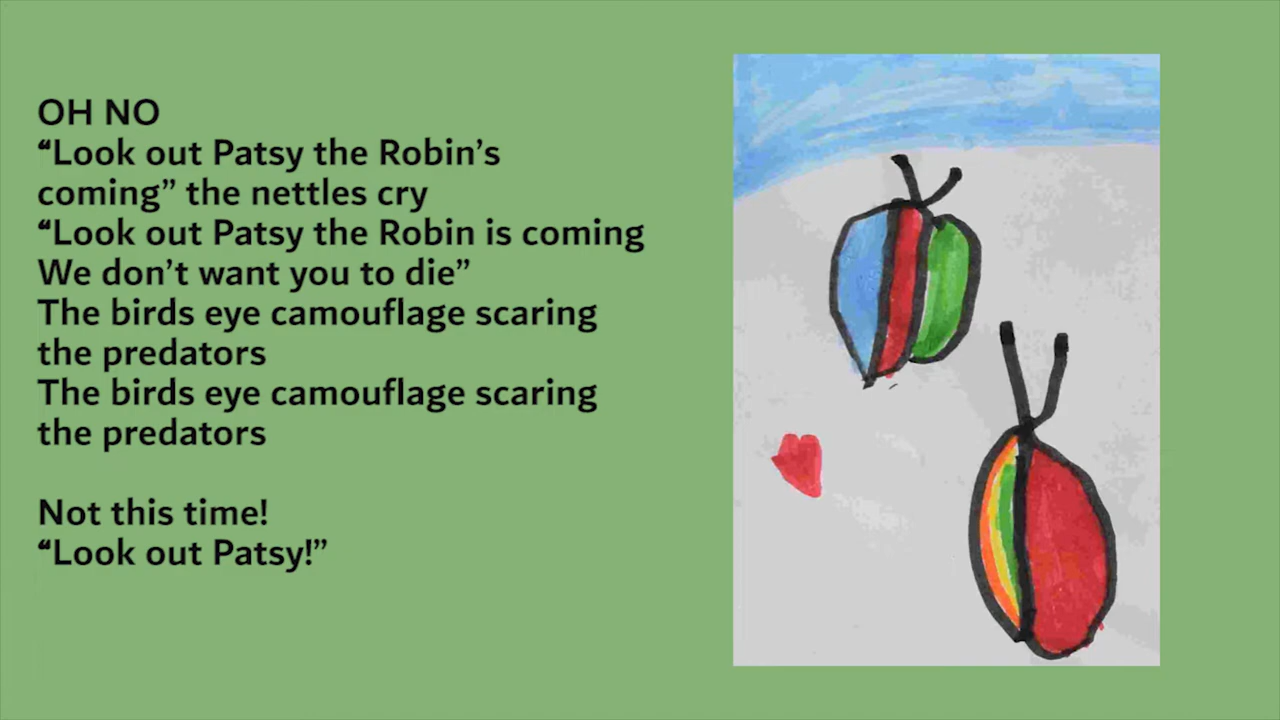 OH NO
“Look out Patsy the Robin’s
coming” the nettles cry
“Look out Patsy the Robin is coming
We don’t want you to die”
The birds eye camouflage scaring
the predators
The birds eye camouflage scaring
the predators
Not this time!
“Look out Patsy!”